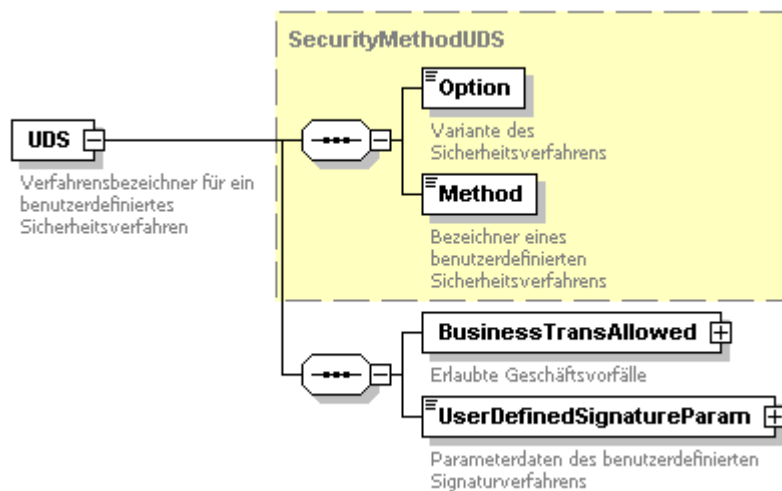 SecurityMethodUDS
Option
Variante des
Sicherheitsverfahrens
UDS
Verfahrensbezeichner für ein
benutzerdefiniertes
Sicherheitsverfahren
Method
Bezeichner eines
benutzerdefinierten
Sicherheitsverfahrens
BusinessTransAllowed
Erlaubte Geschäftsvorfälle
UserDefinedSignatureParam
Parameterdaten des benutzerdefinierten
Signaturverfahrens